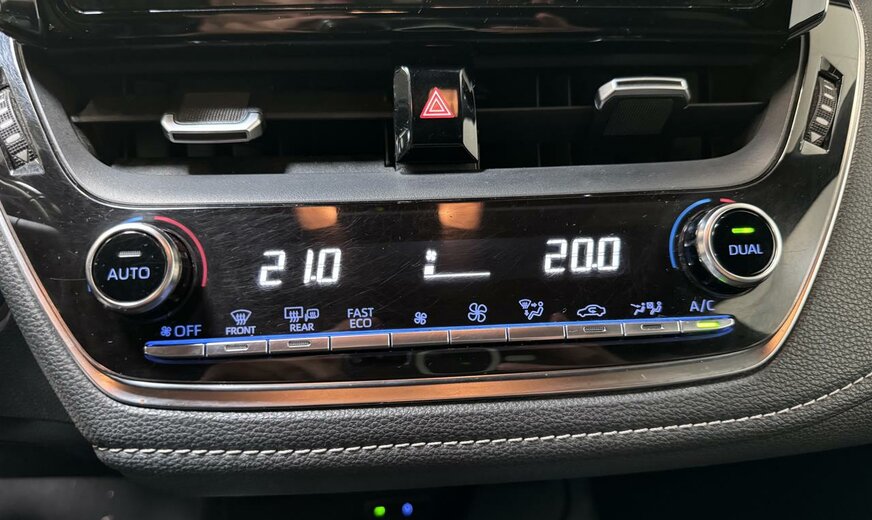 21.0
20.0
AUTO
DUAL
OFF
FRONT
REAR
FAST
ECO
A/C